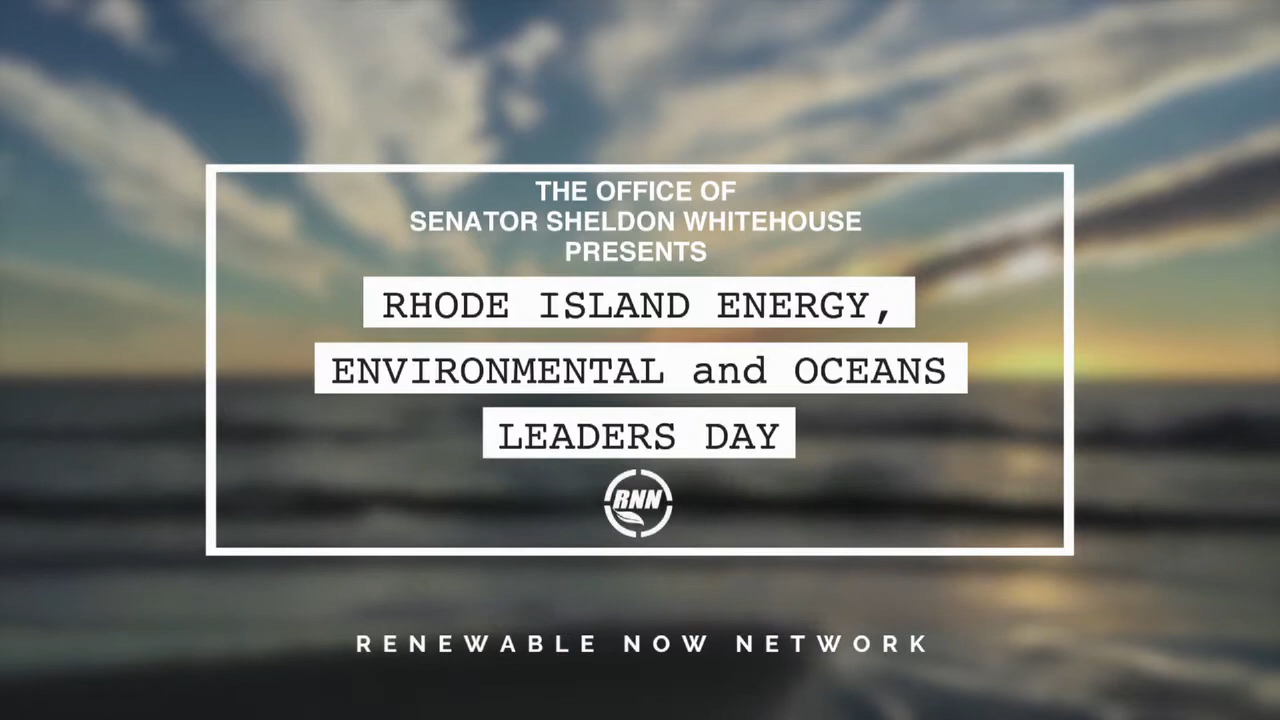 THE OFFICE OF
SENATOR SHELDON WHITEHOUSE
PRESENTS
RHODE ISLAND ENERGY,
ENVIRONMENTAL and OCEANS
LEADERS DAY
RNN
RENEWABLE NOW NETWORK